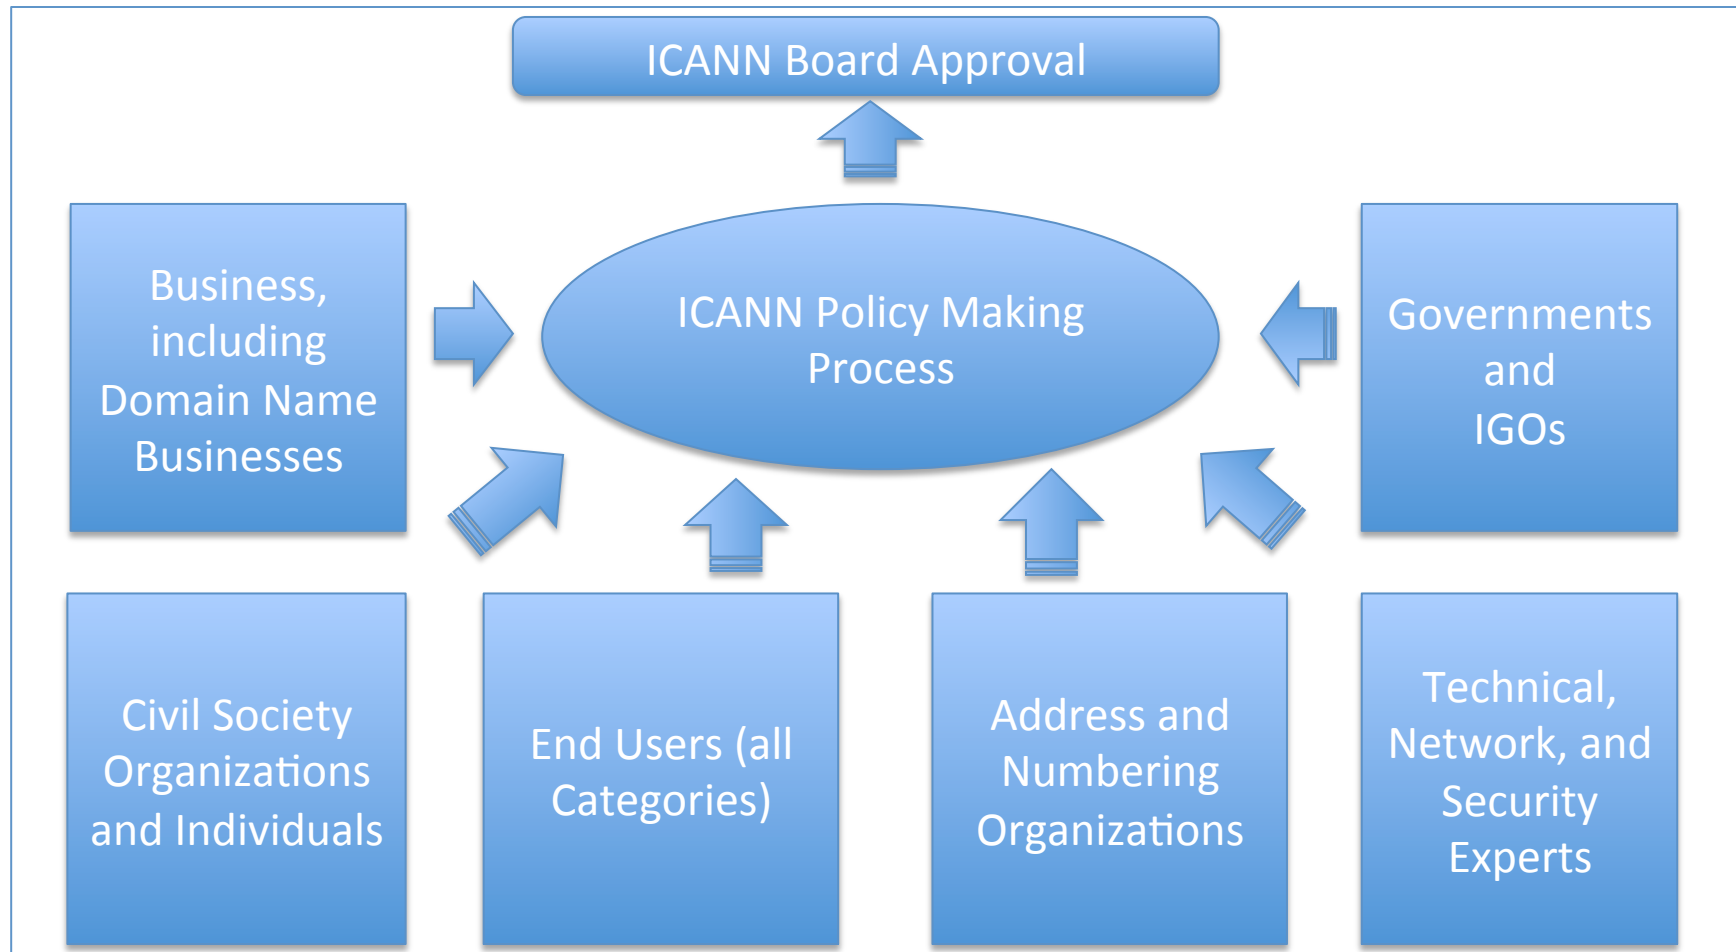 ICANN Board Approval
Business,
including
Domain Name
Businesses
ICANN Policy Making
Process
Governments
and
IGOs
Civil Society
Organizations
and Individuals
End Users (all
Categories)
Address and
Numbering
Organizations
Technical,
Network, and
Security
Experts